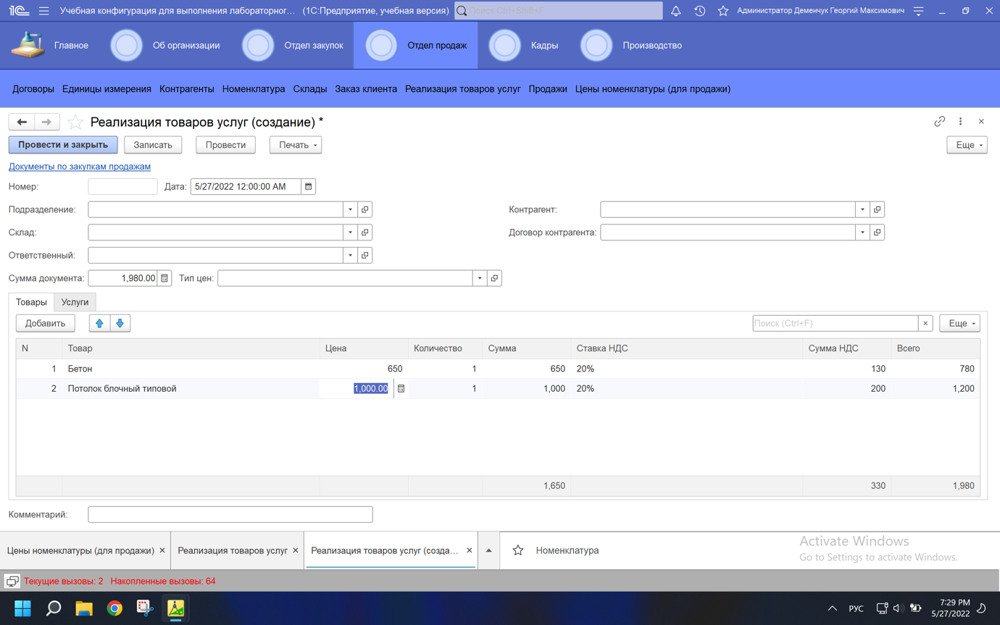 1C Учебная конфигурация для выполнения лабораторног... (1С:Предприятие, учебная версия) Поиск Ctrl+Shift+F Администратор Деменчук Георгий Максимович
Главное Об организации Отдел закупок Отдел продаж Кадры Производство
Договоры Единицы измерения Контрагенты Номенклатура Склады Заказ клиента Реализация товаров услуг Продажи Цены номенклатуры (для продажи)
Реализация товаров услуг (создание) *
Провести и закрыть Записать Провести Печать Еще
Документы по закупкам продажам
Номер: Дата: 5/27/2022 12:00:00 AM
Подразделение: Контрагент:
Склад: Договор контрагента:
Ответственный:
Сумма документа: 1,980.00 Тип цен:
Товары Услуги
Добавить Поиск (Ctrl+F) × Еще
N Товар Цена Количество Сумма Ставка НДС Сумма НДС Всего
1 Бетон 650 1 650 20% 130 780
2 Потолок блочный типовой 1,000.00 1 1,000 20% 200 1,200
1,650 330 1,980
Комментарий:
Цены номенклатуры (для продажи) × Реализация товаров услуг × Реализация товаров услуг (созда... × Номенклатура
Activate Windows
Go to Settings to activate Windows.
Текущие вызовы: 2 Накопленные вызовы: 64
РУС 7:29 PM
5/27/2022